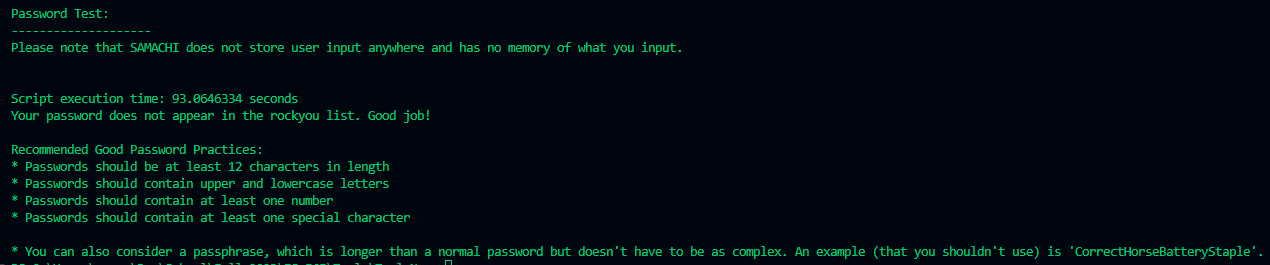 Password Test:
--------------------
Please note that SAMACHI does not store user input anywhere and has no memory of what you input.
Script execution time: 93.0646334 seconds
Your password does not appear in the rockyou list. Good job!
Recommended Good Password Practices:
* Passwords should be at least 12 characters in length
* Passwords should contain upper and lowercase letters
* Passwords should contain at least one number
* Passwords should contain at least one special character
* You can also consider a passphrase, which is longer than a normal password but doesn't have to be as complex. An example (that you shouldn't use) is 'CorrectHorseBatteryStaple'.